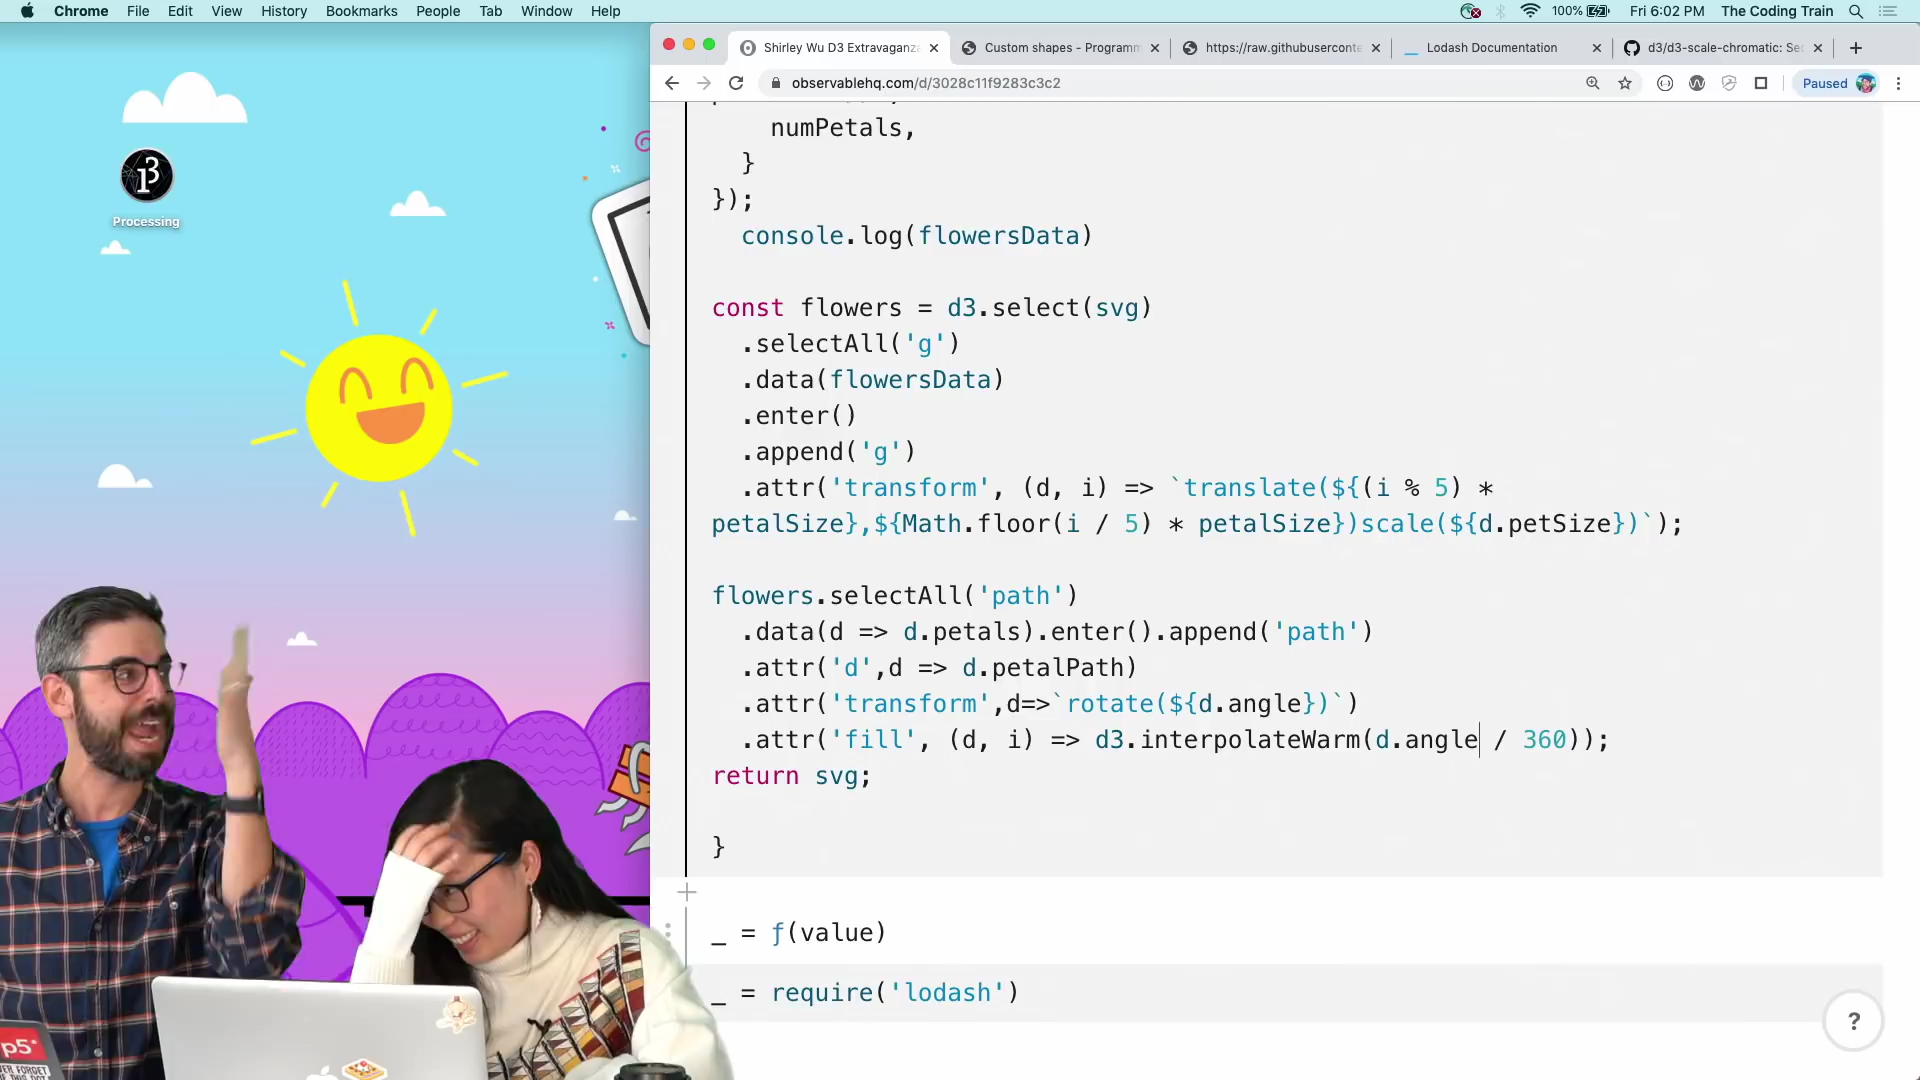 Chrome File Edit View History Bookmarks People Tab Window Help 100% Fri 6:02 PM The Coding Train
Shirley Wu D3 Extravaganza Custom shapes - Programm https://raw.githubuserconte Lodash Documentation d3/d3-scale-chromatic: Se
observablehq.com/d/3028c11f9283c3c2 Paused
numPetals,
}
});
console.log(flowersData)
const flowers = d3.select(svg)
.selectAll('g')
.data(flowersData)
.enter()
.append('g')
.attr('transform', (d, i) => `translate(${(i % 5) *
petalSize},${Math.floor(i / 5) * petalSize})scale(${d.petSize})`);
flowers.selectAll('path')
.data(d => d.petals).enter().append('path')
.attr('d',d => d.petalPath)
.attr('transform',d=>`rotate(${d.angle})`)
.attr('fill', (d, i) => d3.interpolateWarm(d.angle / 360));
return svg;
}
_ = ƒ(value)
_ = require('lodash')
?
Processing
p5*